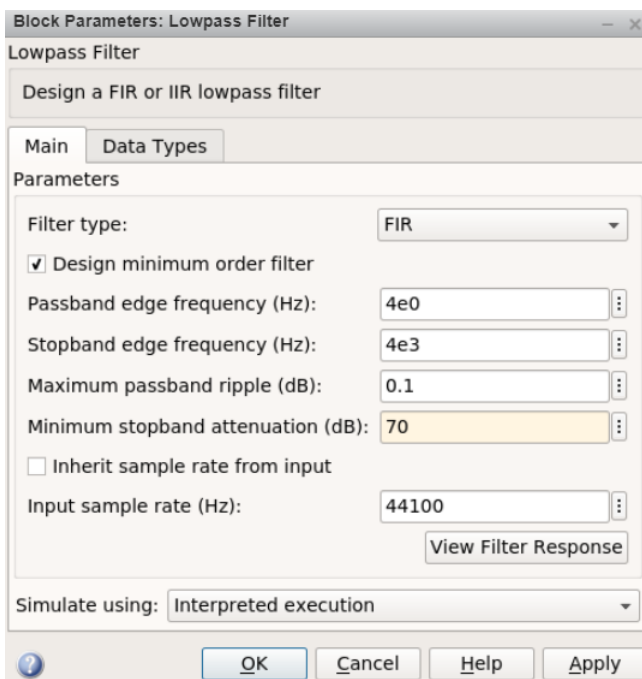 Block Parameters: Lowpass Filter
Lowpass Filter
Design a FIR or IIR lowpass filter
Main Data Types
Parameters
Filter type: FIR
Design minimum order filter
Passband edge frequency (Hz): 4e0
Stopband edge frequency (Hz): 4e3
Maximum passband ripple (dB): 0.1
Minimum stopband attenuation (dB): 70
Inherit sample rate from input
Input sample rate (Hz): 44100
View Filter Response
Simulate using: Interpreted execution
? OK Cancel Help Apply